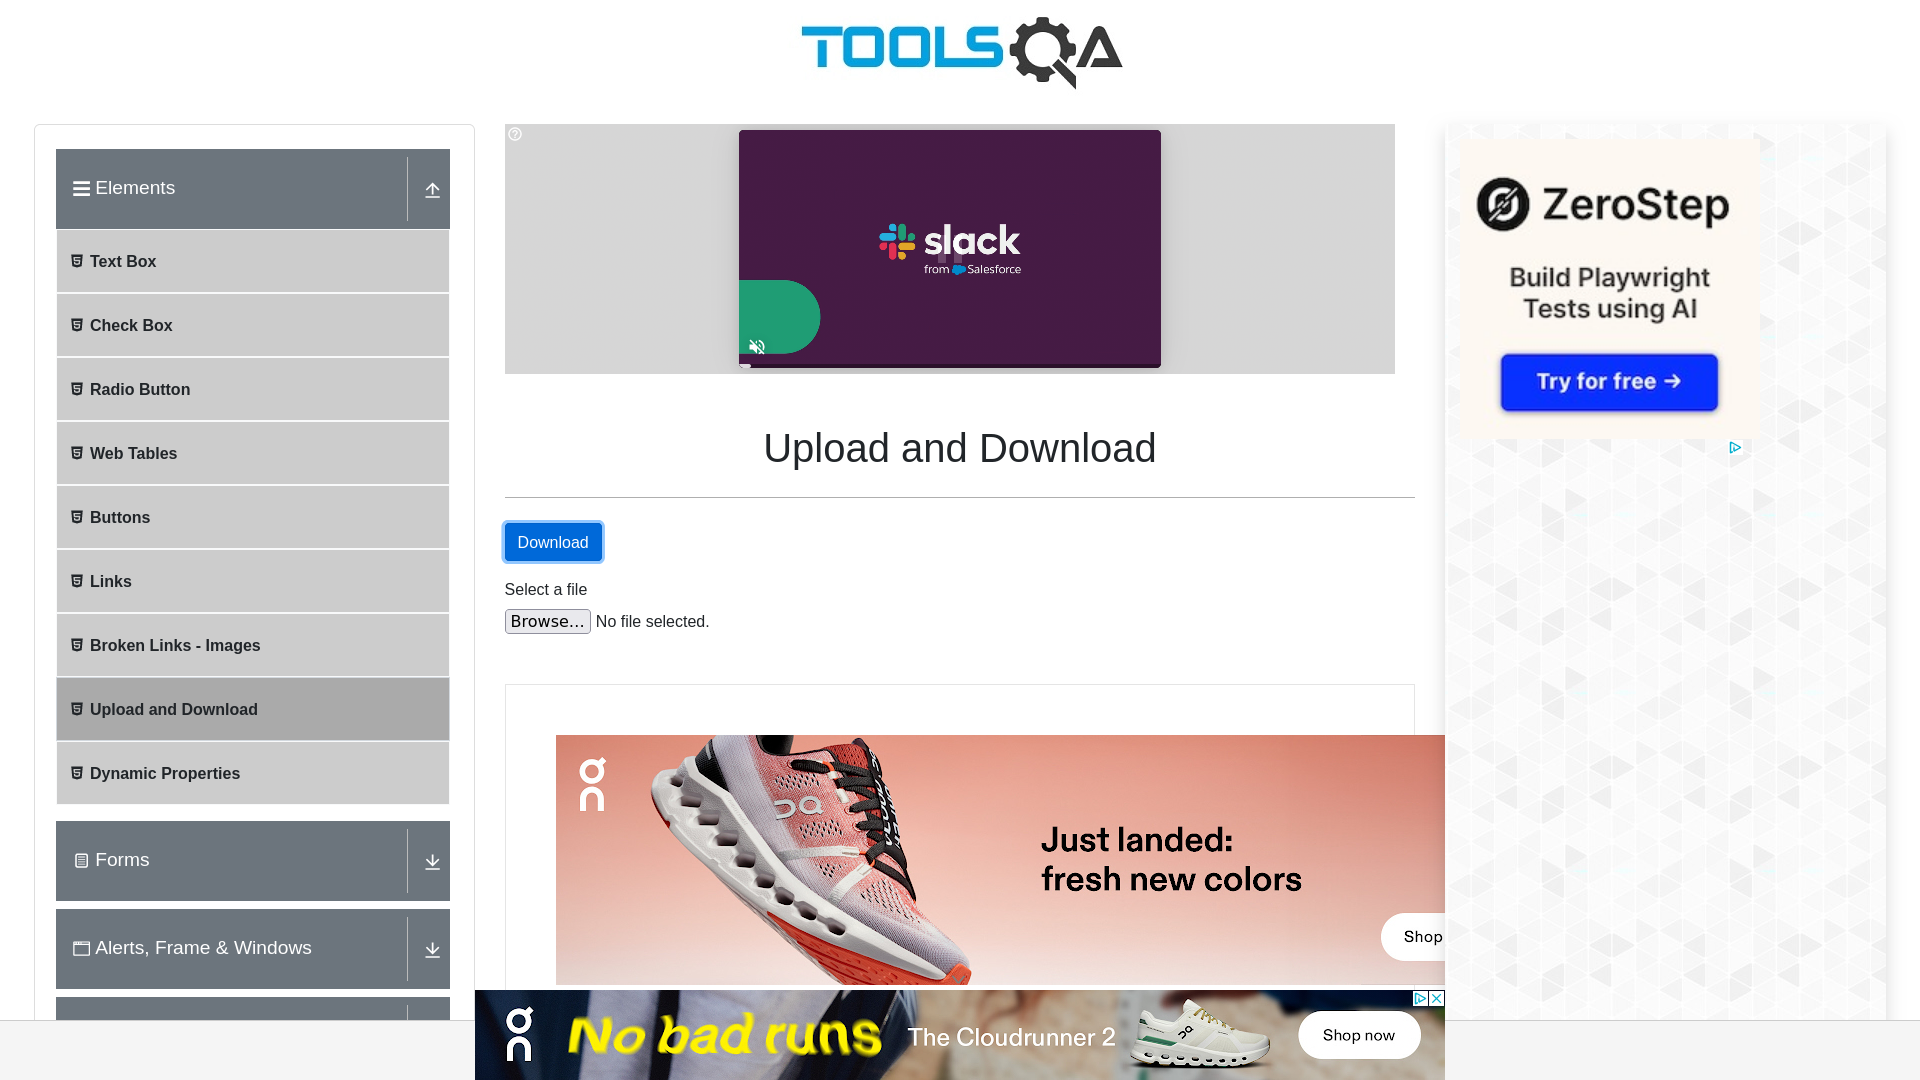 TOOLSQA
Elements
Text Box
Check Box
Radio Button
Web Tables
Buttons
Links
Broken Links - Images
Upload and Download
Dynamic Properties
Forms
Alerts, Frame & Windows
slack
from Salesforce
Upload and Download
Download
Select a file
Browse... No file selected.
on
Just landed:
fresh new colors
Shop
on
No bad runs
The Cloudrunner 2
Shop now
ZeroStep
Build Playwright
Tests using AI
Try for free →